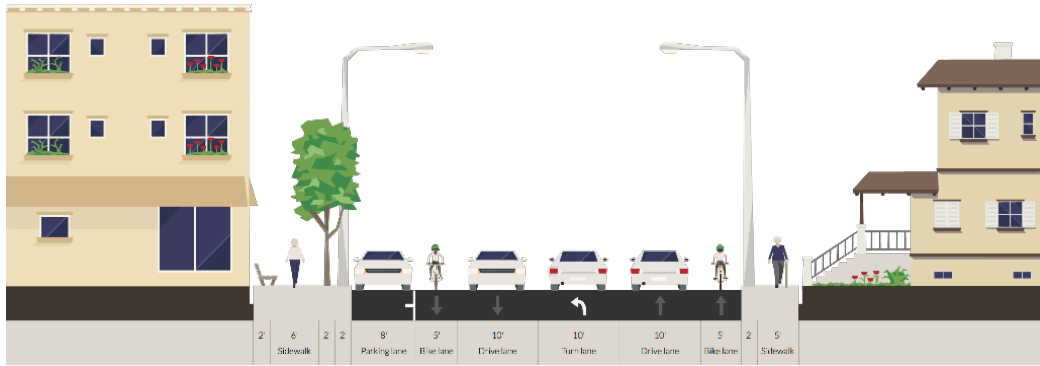 2' 6' 2' 2' 8' 5' 10' 10' 10' 5' 2' 5'
Sidewalk Parking lane Bike lane Drive lane Turn lane Drive lane Bike lane Sidewalk